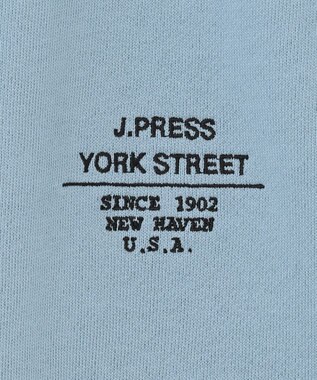 J.PRESS
YORK STREET
SINCE 1902
NEW HAVEN
U.S.A.